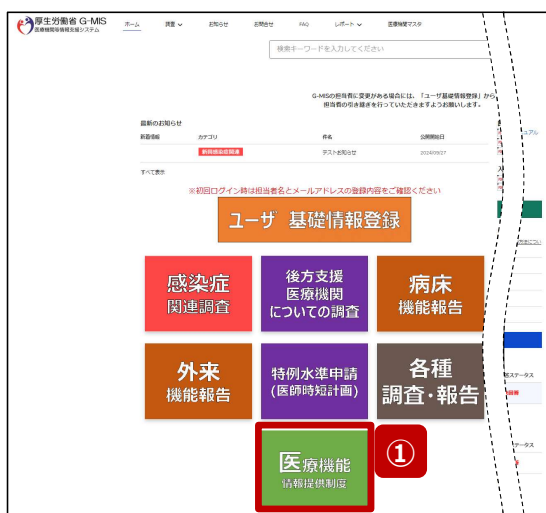 厚生労働省 G-MIS
医療機関等情報支援システム
ホーム 調査 お知らせ お問合せ FAQ レポート 医療機関マスタ
検索キーワードを入力してください
G-MISの担当者に変更がある場合には、「ユーザ基礎情報登録」から
担当者の引き継ぎを行っていただきますようお願いします。
最新のお知らせ
新着情報 カテゴリ 件名 公開開始日
新興感染症関連 テストお知らせ 2024/09/27
すべて表示
※初回ログイン時は担当者名とメールアドレスの登録内容をご確認ください
ユーザ 基礎情報登録
感染症
関連調査
後方支援
医療機関
についての調査
病床
機能報告
外来
機能報告
特例水準申請
(医師時短計画)
各種
調査・報告
医療機能
情報提供制度
①